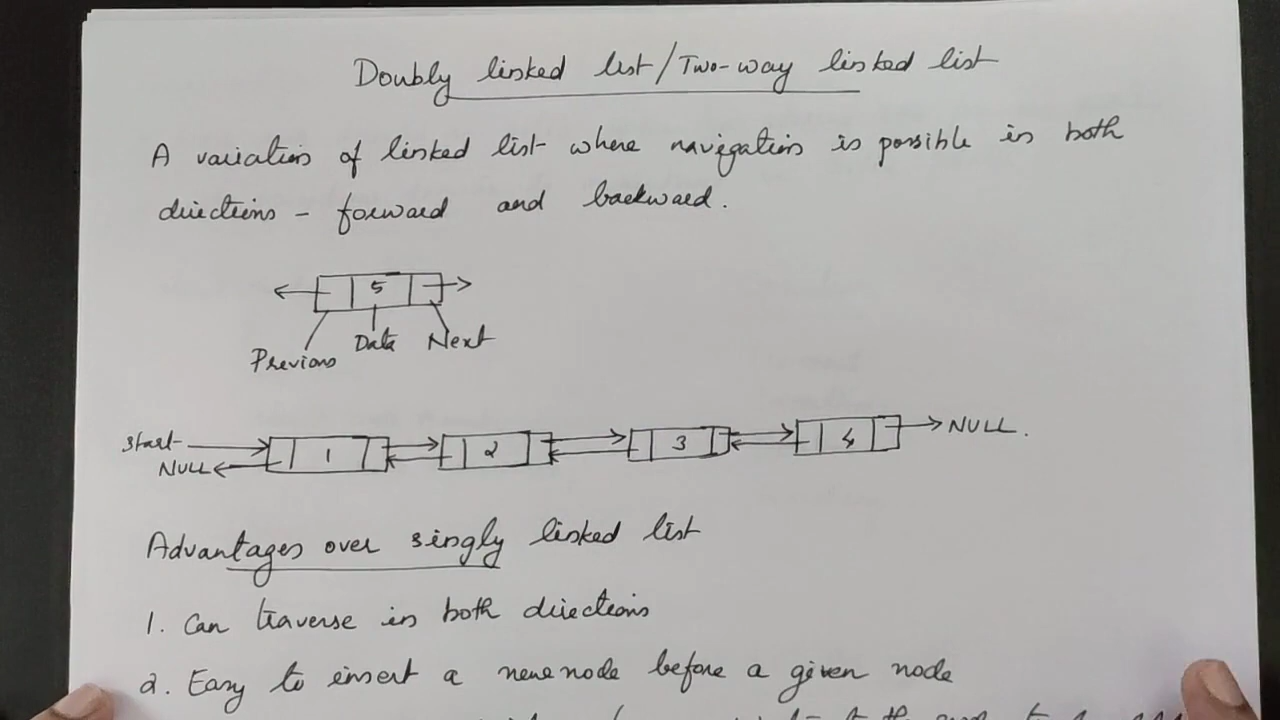 Doubly linked list/Two-way linked list
A variation of linked list where navigation is possible in both
directions - forward and backward.
5
Previous Data Next
Start
NULL
1 2 3 4
NULL.
Advantages over singly linked list
1. Can traverse in both directions
2. Easy to insert a new node before a given node